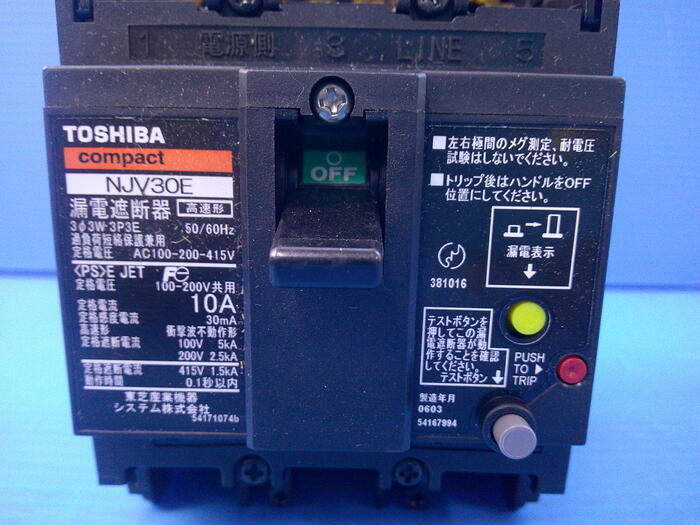 1 電源側 3 LINE 5
TOSHIBA
compact
NJV30E
漏電遮断器 高速形
3φ3W-3P3E 50/60Hz
過負荷短絡保護兼用
定格電圧 AC100-200-415V
〈PS〉E JET
定格電圧 100-200V共用
定格電流 10A
定格感度電流 30mA
高速形 衝撃波不動作形
定格遮断電流 100V 5kA
200V 2.5kA
定格遮断電流 415V 1.5kA
動作時間 0.1秒以内
東芝産業機器
システム株式会社
54171074b
OFF
■左右極間のメグ測定、耐電圧
試験はしないでください。
■トリップ後はハンドルをOFF
位置にしてください。
漏電表示
381016
テストボタンを
押してこの漏
電遮断器が動
作することを確認
してください。
テストボタン
PUSH
TO
TRIP
製造年月
0603
54167994